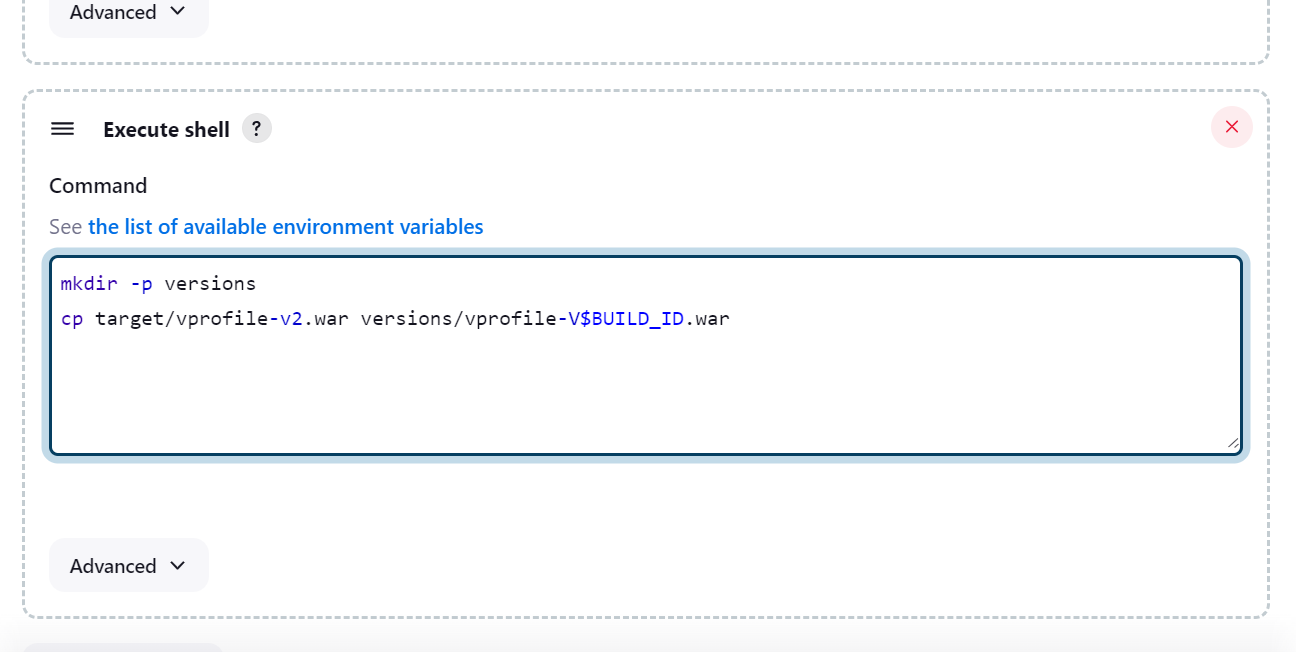 Advanced
Execute shell ?
Command
See the list of available environment variables
mkdir -p versions
cp target/vprofile-v2.war versions/vprofile-V$BUILD_ID.war
Advanced